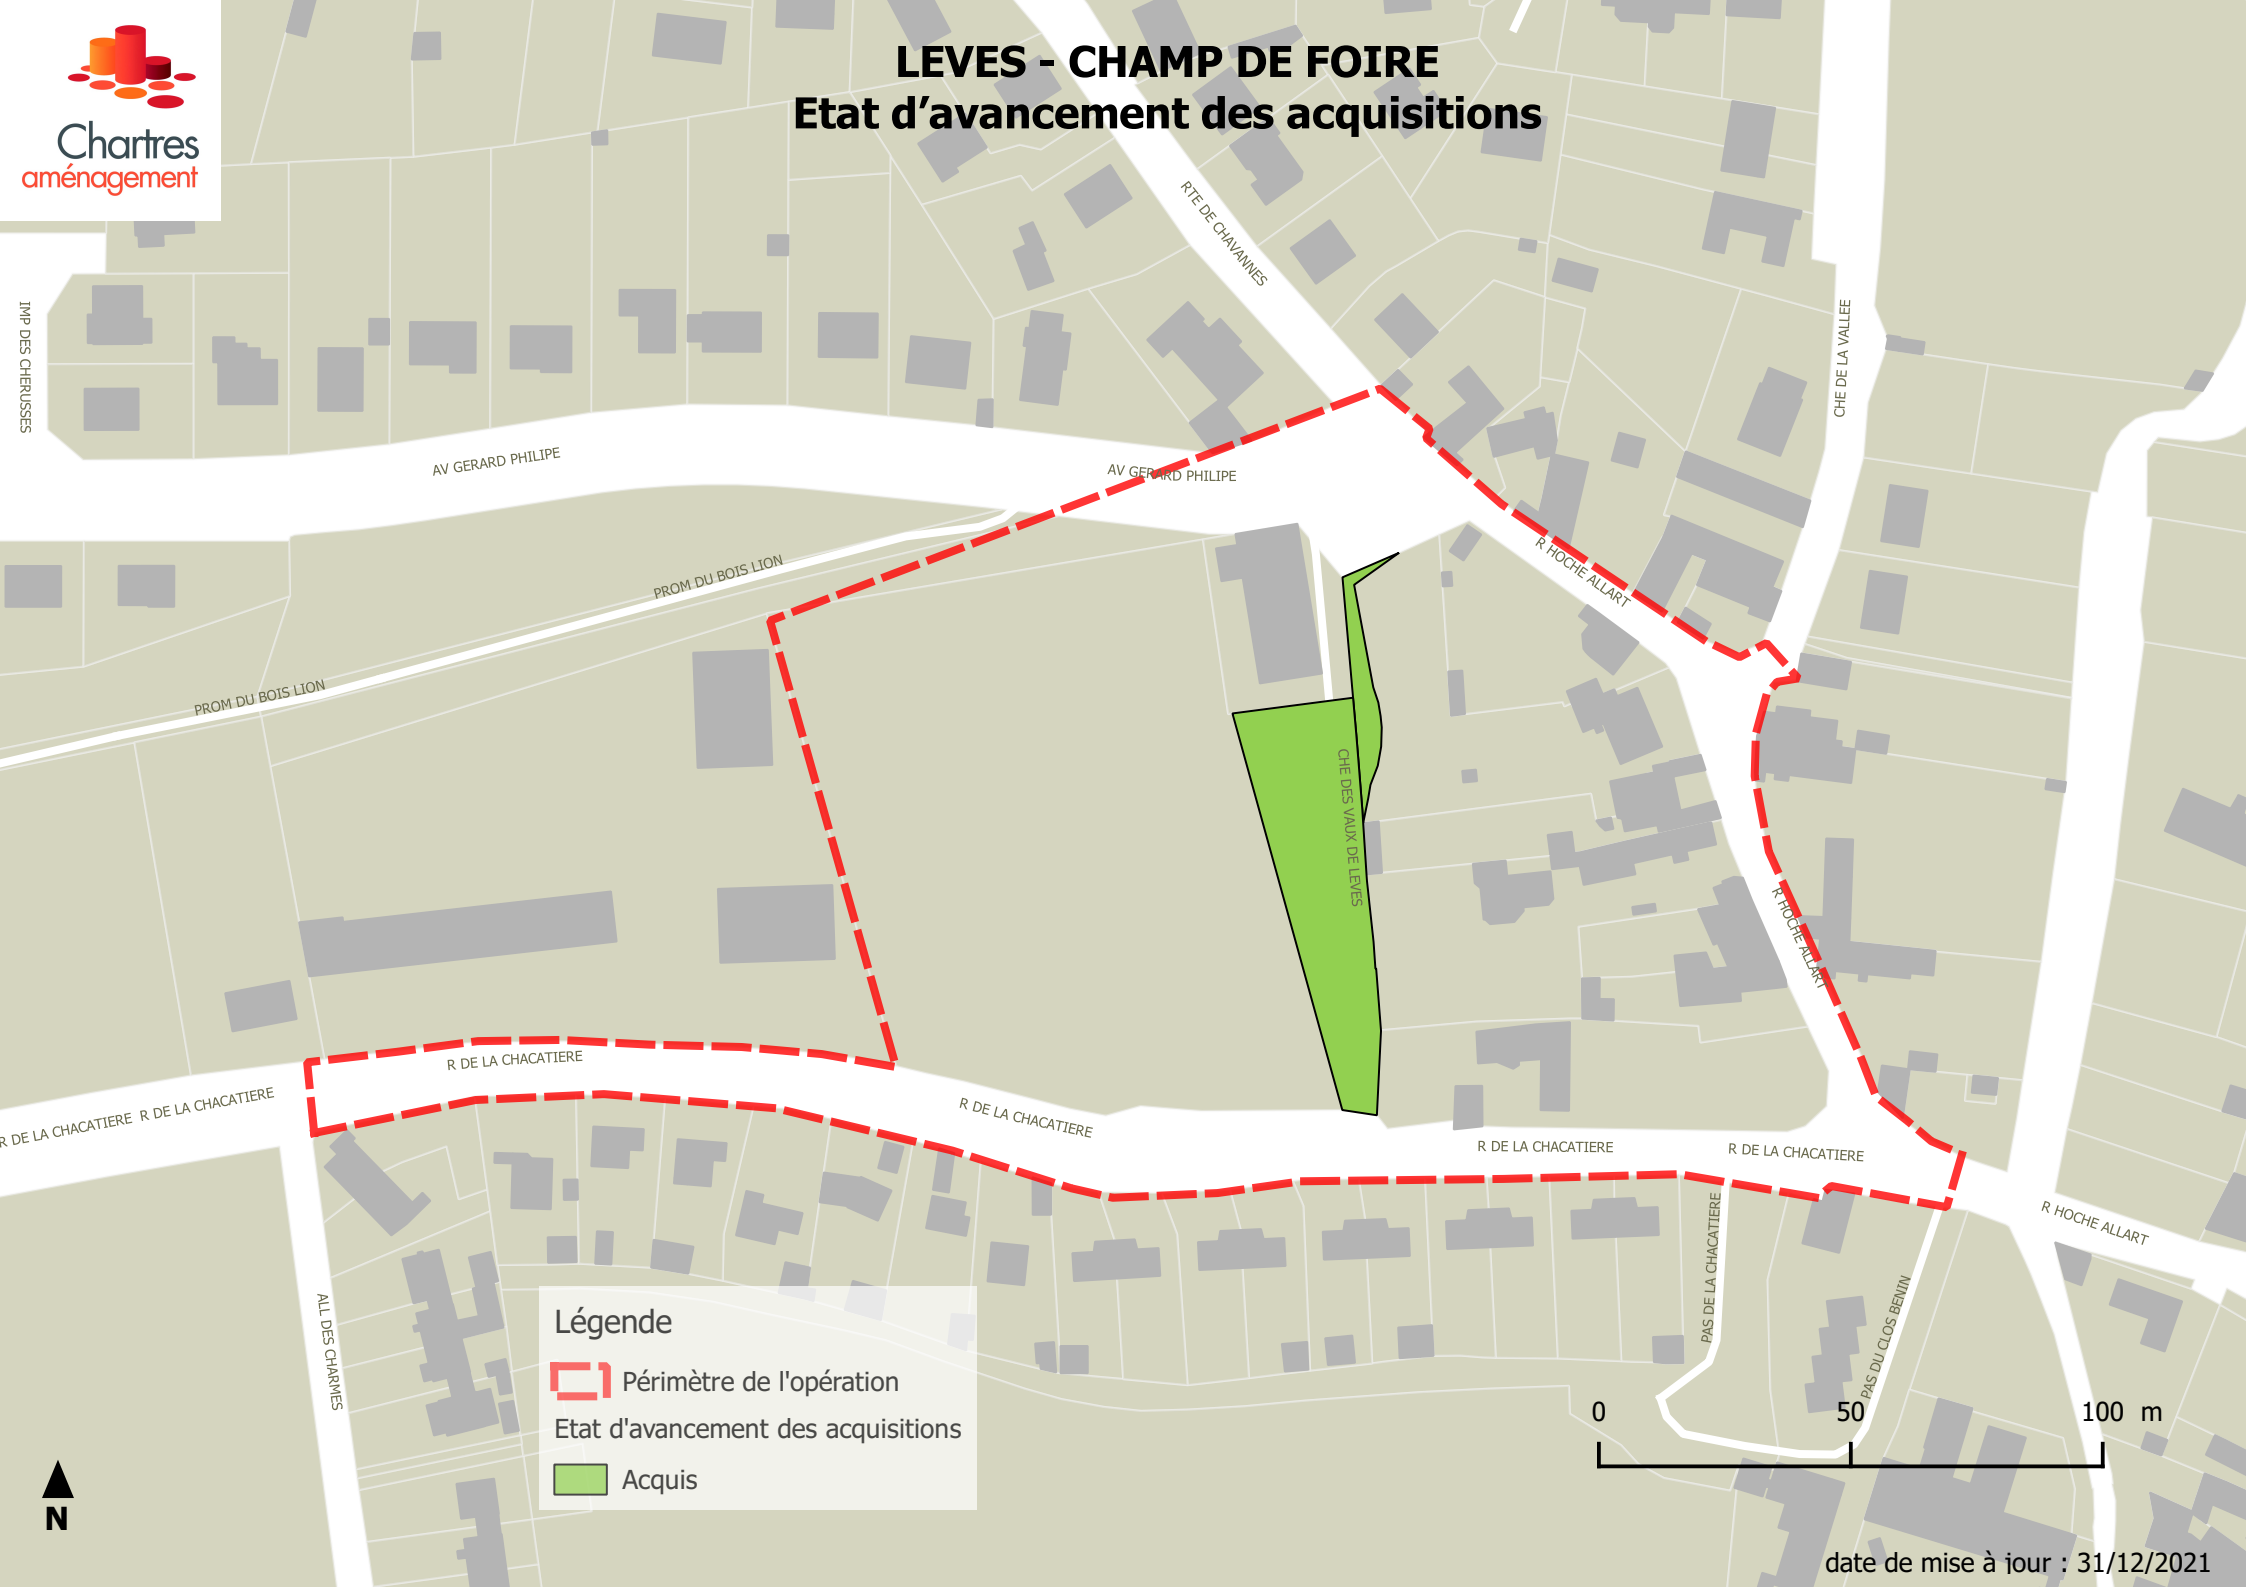 LEVES - CHAMP DE FOIRE
Etat d’avancement des acquisitions
Chartres
aménagement
RTE DE CHAVANNES
IMP DES CHERUSSES
CHE DE LA VALLEE
AV GERARD PHILIPE
AV GERARD PHILIPE
PROM DU BOIS LION
R HOCHE ALLART
PROM DU BOIS LION
CHE DES VAUX DE LEVES
R HOCHE ALLART
R DE LA CHACATIERE
R DE LA CHACATIERE
R DE LA CHACATIERE
R DE LA CHACATIERE
R DE LA CHACATIERE
R DE LA CHACATIERE
PAS DE LA CHACATIERE
R HOCHE ALLART
PAS DU CLOS BENIN
ALL DES CHARMES
Légende
Périmètre de l'opération
Etat d'avancement des acquisitions
Acquis
0 50 100 m
N
date de mise à jour : 31/12/2021